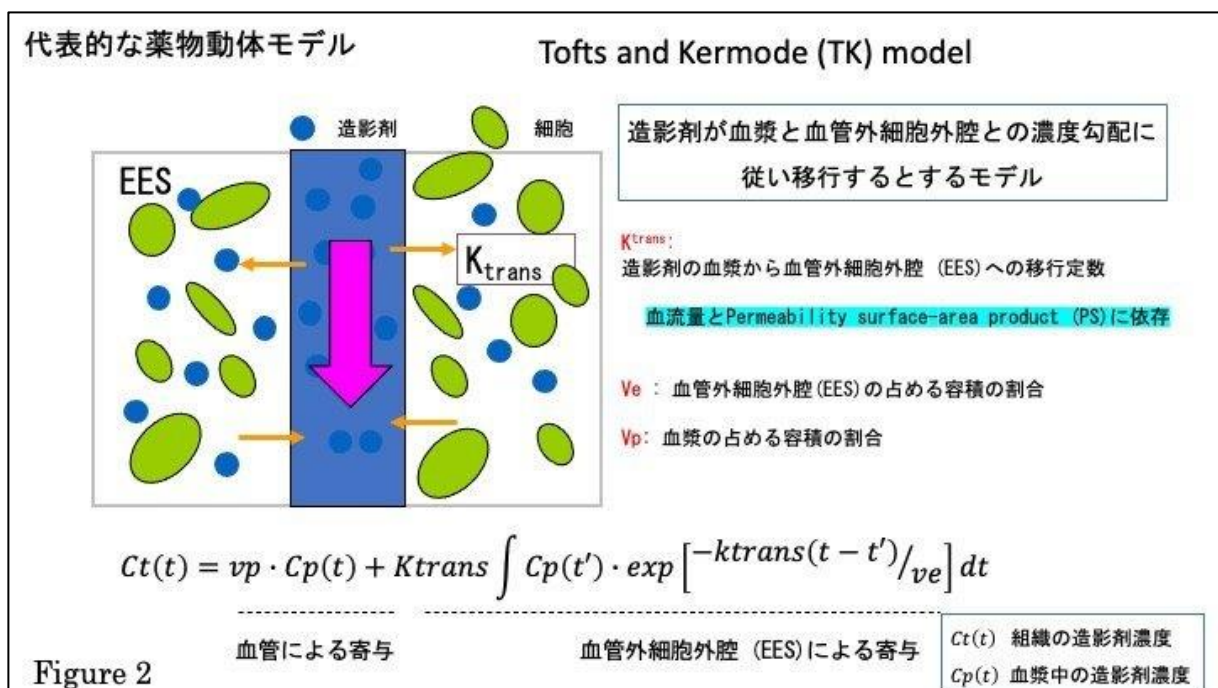 代表的な薬物動体モデル
Tofts and Kermode (TK) model
造影剤
細胞
EES
K_trans
造影剤が血漿と血管外細胞外腔との濃度勾配に
従い移行するとするモデル
K^trans:
造影剤の血漿から血管外細胞外腔 (EES)への移行定数
血流量とPermeability surface-area product (PS)に依存
Ve : 血管外細胞外腔(EES)の占める容積の割合
Vp: 血漿の占める容積の割合
Ct(t) = vp · Cp(t) + Ktrans ∫ Cp(t′) · exp [−ktrans(t − t′)/ve] dt
血管による寄与
血管外細胞外腔 (EES)による寄与
Ct(t) 組織の造影剤濃度
Cp(t) 血漿中の造影剤濃度
Figure 2